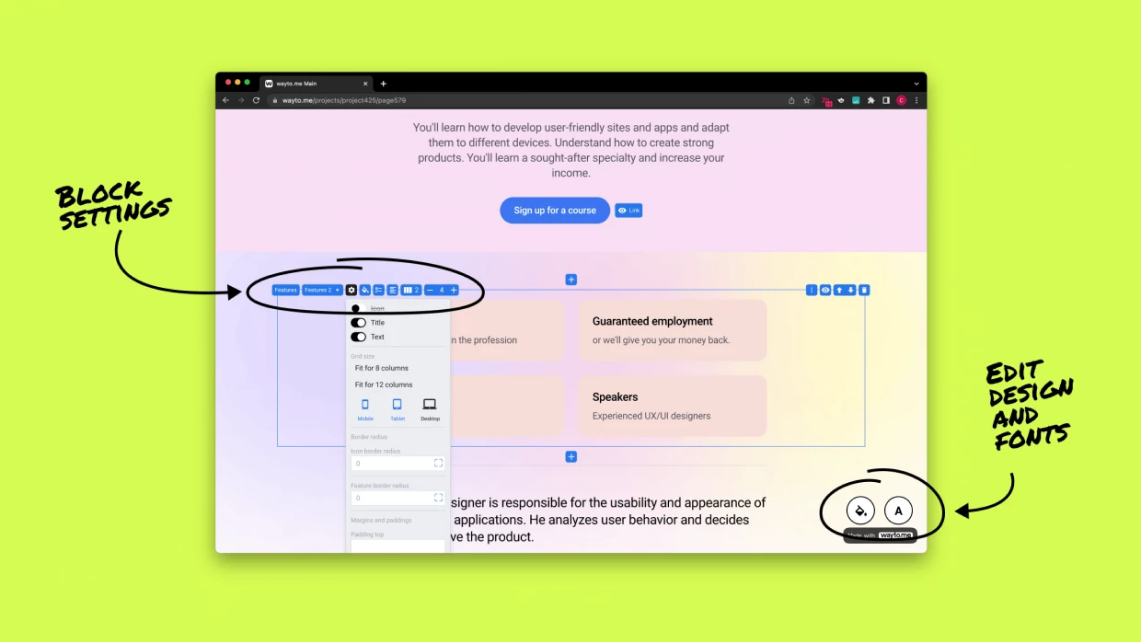 wayto.me Main
wayto.me/projects/project425/page579
You'll learn how to develop user-friendly sites and apps and adapt
them to different devices. Understand how to create strong
products. You'll learn a sought-after specialty and increase your
income.
Sign up for a course
Link
BLOCK
SETTINGS
Features
Features 2
2
4
Icon
Title
Text
Grid size
Fit for 8 columns
Fit for 12 columns
Mobile
Tablet
Desktop
Border radius
Icon border radius
0
Feature border radius
0
Margins and paddings
Padding top
n the profession
Guaranteed employment
or we'll give you your money back.
Speakers
Experienced UX/UI designers
signer is responsible for the usability and appearance of
applications. He analyzes user behavior and decides
ve the product.
EDIT
DESIGN
AND
FONTS
A
Made with wayto.me